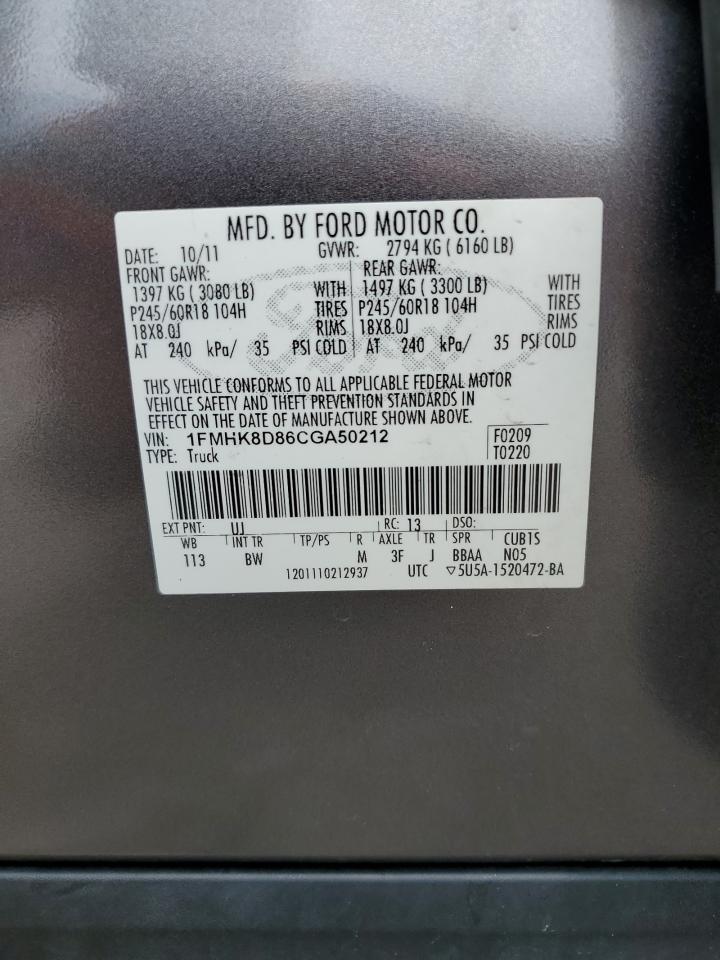 MFD. BY FORD MOTOR CO.
DATE: 10/11 GVWR: 2794 KG ( 6160 LB)
FRONT GAWR: REAR GAWR:
1397 KG ( 3080 LB) WITH 1497 KG ( 3300 LB) WITH
P245/60R18 104H TIRES P245/60R18 104H TIRES
18X8.0J RIMS 18X8.0J RIMS
AT 240 kPa/ 35 PSI COLD AT 240 kPa/ 35 PSI COLD
THIS VEHICLE CONFORMS TO ALL APPLICABLE FEDERAL MOTOR
VEHICLE SAFETY AND THEFT PREVENTION STANDARDS IN
EFFECT ON THE DATE OF MANUFACTURE SHOWN ABOVE.
VIN: 1FMHK8D86CGA50212 F0209
TYPE: Truck T0220
EXT PNT: UJ RC: 13 DSO:
WB INT TR TP/PS R AXLE TR SPR CUB1S
113 BW M 3F J BBAA N05
1201110212937 UTC ▽5U5A-1520472-BA